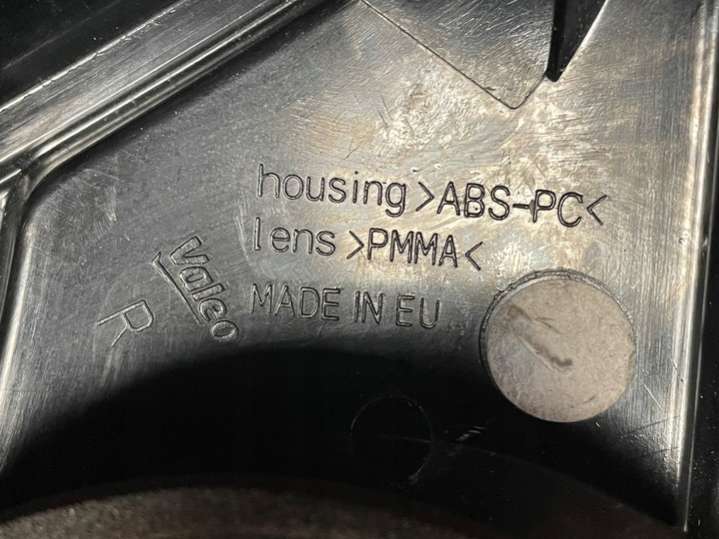 housing >ABS-PC<
lens >PMMA<
MADE IN EU
Valeo
R